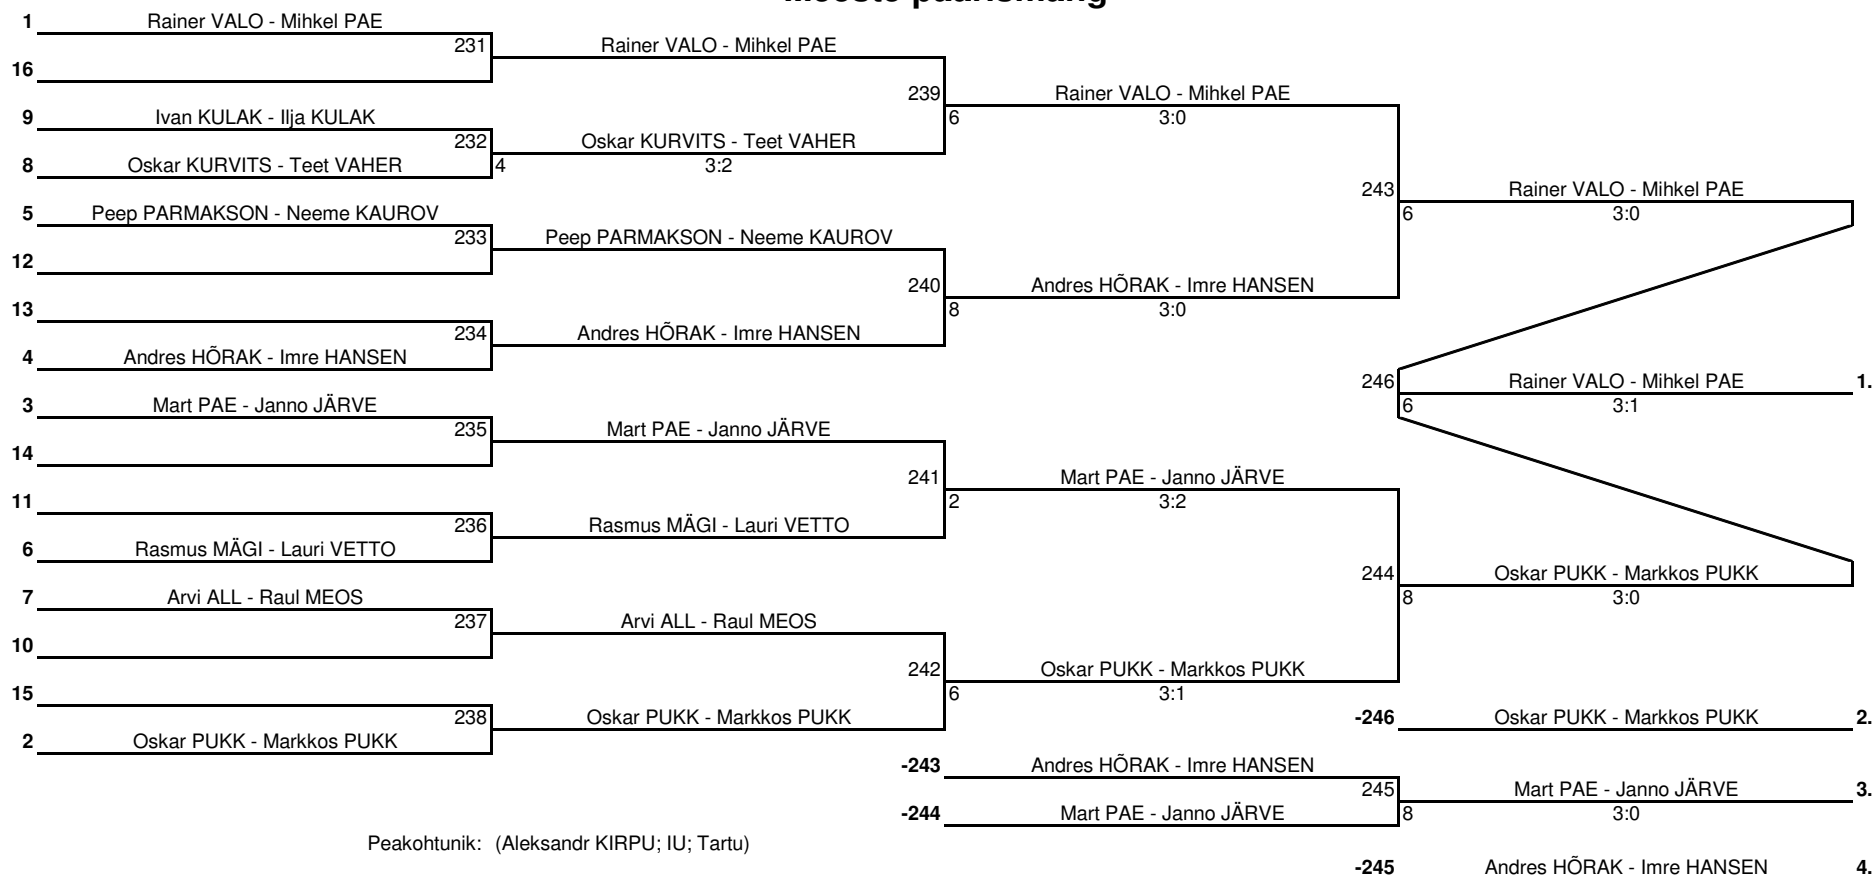 Meeste paarismäng
1 Rainer VALO - Mihkel PAE
231 Rainer VALO - Mihkel PAE
16
239 Rainer VALO - Mihkel PAE
6 3:0
9 Ivan KULAK - Ilja KULAK
232 Oskar KURVITS - Teet VAHER
8 Oskar KURVITS - Teet VAHER 4 3:2
243 Rainer VALO - Mihkel PAE
6 3:0
5 Peep PARMAKSON - Neeme KAUROV
233 Peep PARMAKSON - Neeme KAUROV
12
240 Andres HÕRAK - Imre HANSEN
8 3:0
13
234 Andres HÕRAK - Imre HANSEN
4 Andres HÕRAK - Imre HANSEN
246 Rainer VALO - Mihkel PAE 1.
6 3:1
3 Mart PAE - Janno JÄRVE
235 Mart PAE - Janno JÄRVE
14
241 Mart PAE - Janno JÄRVE
2 3:2
11
236 Rasmus MÄGI - Lauri VETTO
6 Rasmus MÄGI - Lauri VETTO
244 Oskar PUKK - Markkos PUKK
8 3:0
7 Arvi ALL - Raul MEOS
237 Arvi ALL - Raul MEOS
10
242 Oskar PUKK - Markkos PUKK
6 3:1
15
238 Oskar PUKK - Markkos PUKK
-246 Oskar PUKK - Markkos PUKK 2.
2 Oskar PUKK - Markkos PUKK
-243 Andres HÕRAK - Imre HANSEN
245 Mart PAE - Janno JÄRVE 3.
-244 Mart PAE - Janno JÄRVE 8 3:0
Peakohtunik: (Aleksandr KIRPU; IU; Tartu)
-245 Andres HÕRAK - Imre HANSEN 4.